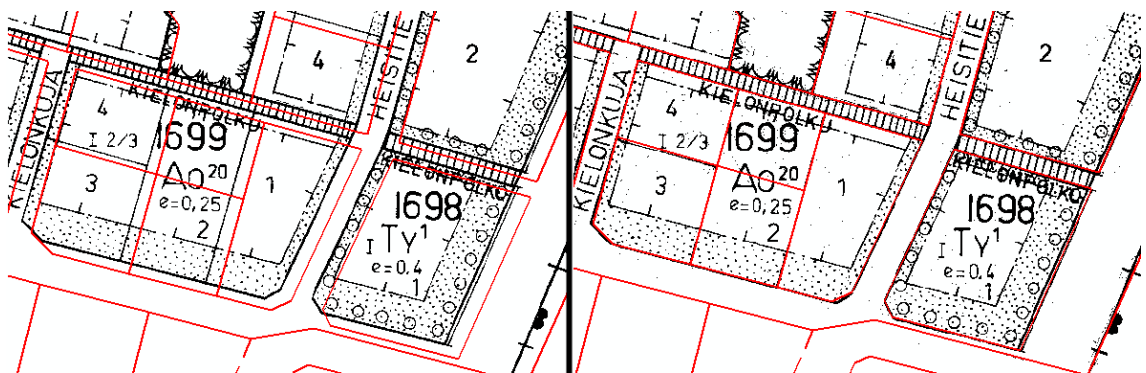 2
4
HEISTIE
KIELONKUJA
KIELONPOLKU
4
1699
I 2/3
AO²⁰
1
3
e=0,25
2
KIELONPOLKU
1698
I TY¹
e=0,4
1
2
4
HEISTIE
KIELONKUJA
KIELONPOLKU
4
1699
I 2/3
AO²⁰
1
3
e=0,25
2
KIELONPOLKU
1698
I TY¹
e=0,4
1